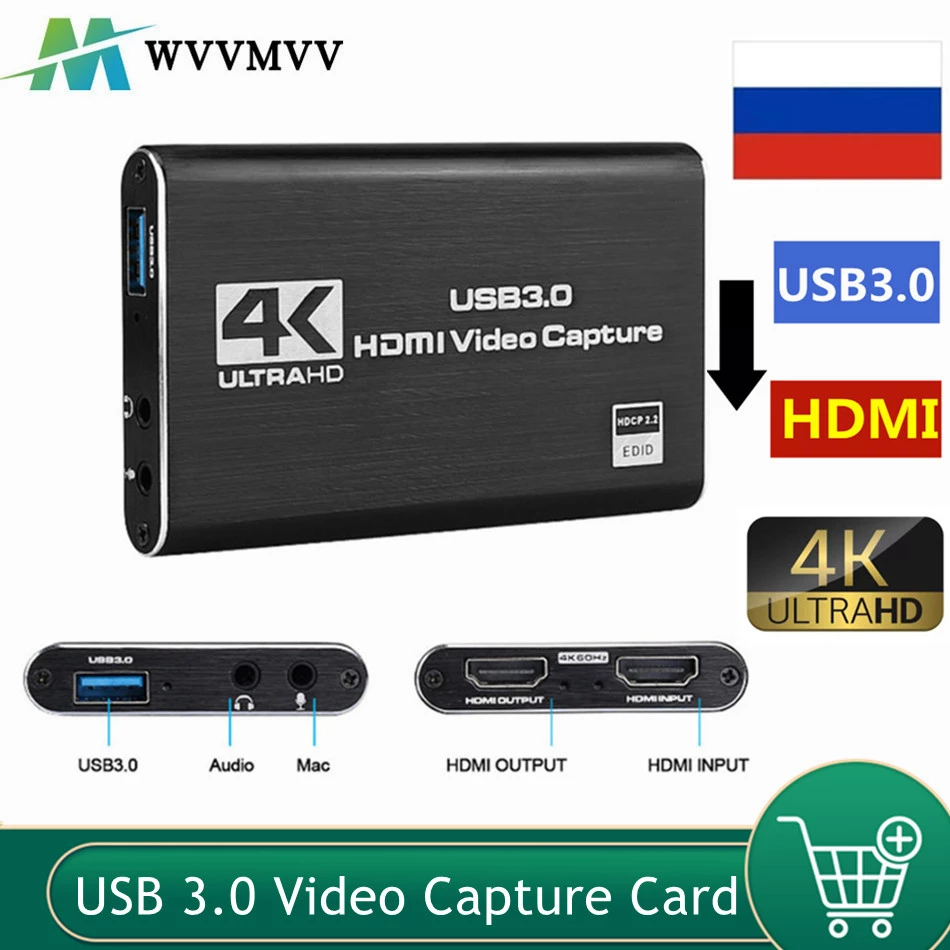 WVVMVV
USB3.0
4K
ULTRAHD
USB3.0
HDMI Video Capture
HDCP 2.2
EDID
USB3.0
HDMI
4K
ULTRAHD
USB3.0
USB3.0
Audio
Mac
4K60Hz
HDMI OUTPUT
HDMI INPUT
HDMI OUTPUT
HDMI INPUT
USB 3.0 Video Capture Card